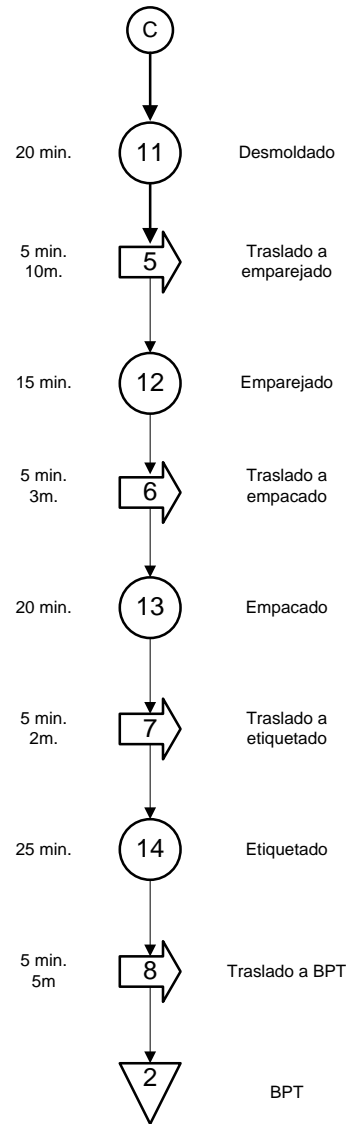 C
20 min.
11
Desmoldado
5 min.
10m.
5
Traslado a
emparejado
15 min.
12
Emparejado
5 min.
3m.
6
Traslado a
empacado
20 min.
13
Empacado
5 min.
2m.
7
Traslado a
etiquetado
25 min.
14
Etiquetado
5 min.
5m
8
Traslado a BPT
2
BPT